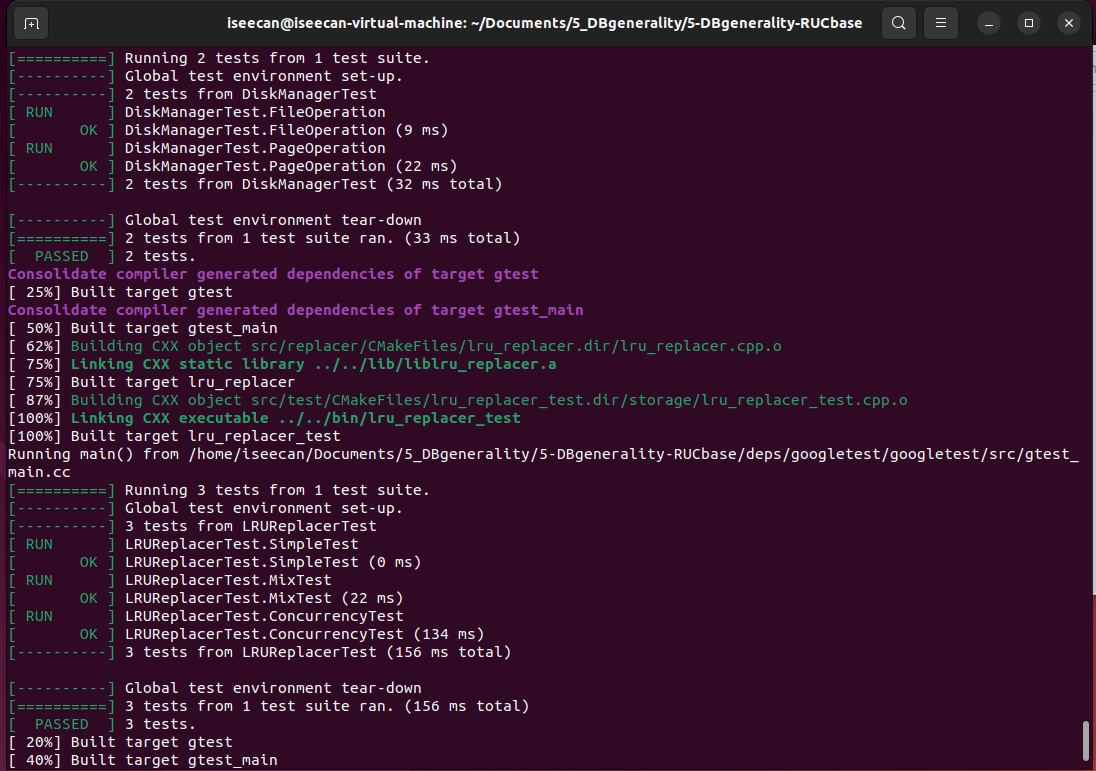 iseecan@iseecan-virtual-machine: ~/Documents/5_DBgenerality/5-DBgenerality-RUCbase
[==========] Running 2 tests from 1 test suite.
[----------] Global test environment set-up.
[----------] 2 tests from DiskManagerTest
[ RUN      ] DiskManagerTest.FileOperation
[       OK ] DiskManagerTest.FileOperation (9 ms)
[ RUN      ] DiskManagerTest.PageOperation
[       OK ] DiskManagerTest.PageOperation (22 ms)
[----------] 2 tests from DiskManagerTest (32 ms total)
[----------] Global test environment tear-down
[==========] 2 tests from 1 test suite ran. (33 ms total)
[  PASSED  ] 2 tests.
Consolidate compiler generated dependencies of target gtest
[ 25%] Built target gtest
Consolidate compiler generated dependencies of target gtest_main
[ 50%] Built target gtest_main
[ 62%] Building CXX object src/replacer/CMakeFiles/lru_replacer.dir/lru_replacer.cpp.o
[ 75%] Linking CXX static library ../../lib/liblru_replacer.a
[ 75%] Built target lru_replacer
[ 87%] Building CXX object src/test/CMakeFiles/lru_replacer_test.dir/storage/lru_replacer_test.cpp.o
[100%] Linking CXX executable ../../bin/lru_replacer_test
[100%] Built target lru_replacer_test
Running main() from /home/iseecan/Documents/5_DBgenerality/5-DBgenerality-RUCbase/deps/googletest/googletest/src/gtest_
main.cc
[==========] Running 3 tests from 1 test suite.
[----------] Global test environment set-up.
[----------] 3 tests from LRUReplacerTest
[ RUN      ] LRUReplacerTest.SimpleTest
[       OK ] LRUReplacerTest.SimpleTest (0 ms)
[ RUN      ] LRUReplacerTest.MixTest
[       OK ] LRUReplacerTest.MixTest (22 ms)
[ RUN      ] LRUReplacerTest.ConcurrencyTest
[       OK ] LRUReplacerTest.ConcurrencyTest (134 ms)
[----------] 3 tests from LRUReplacerTest (156 ms total)
[----------] Global test environment tear-down
[==========] 3 tests from 1 test suite ran. (156 ms total)
[  PASSED  ] 3 tests.
[ 20%] Built target gtest
[ 40%] Built target gtest_main